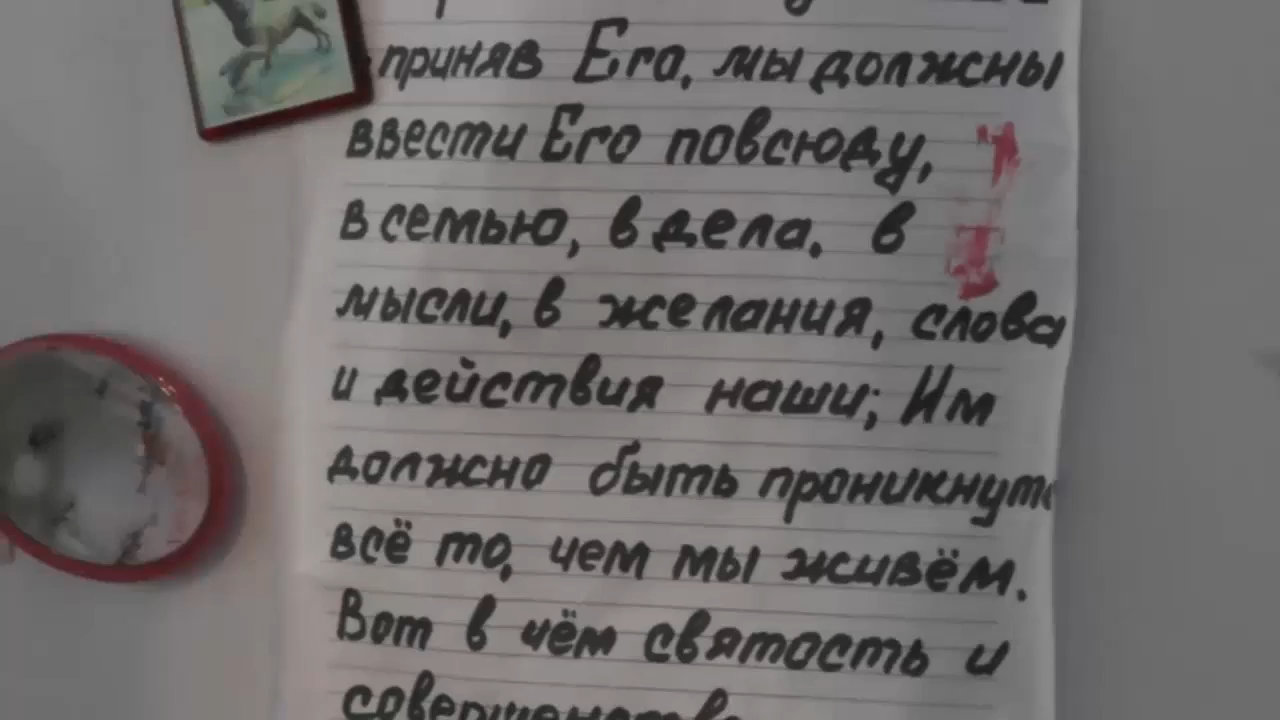 приняв Его, мы должны
ввести Его повсюду,
в семью, в дела, в
мысли, в желания, слова
и действия наши; Им
должно быть проникнуто
всё то, чем мы живём.
Вот в чём святость и